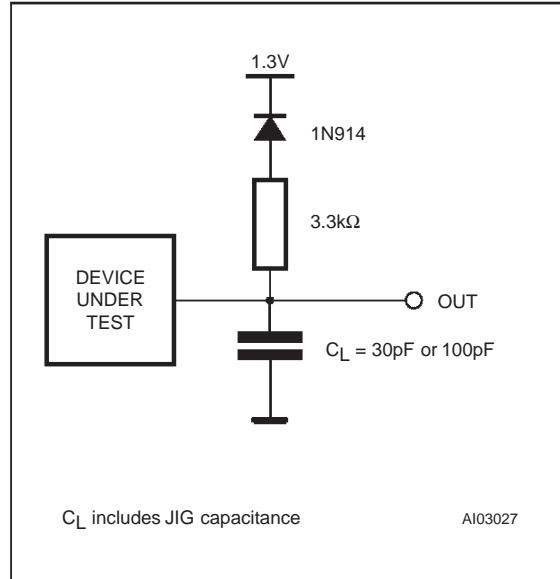 1.3V
1N914
3.3kΩ
DEVICE
UNDER
TEST
OUT
CL = 30pF or 100pF
CL includes JIG capacitance
AI03027